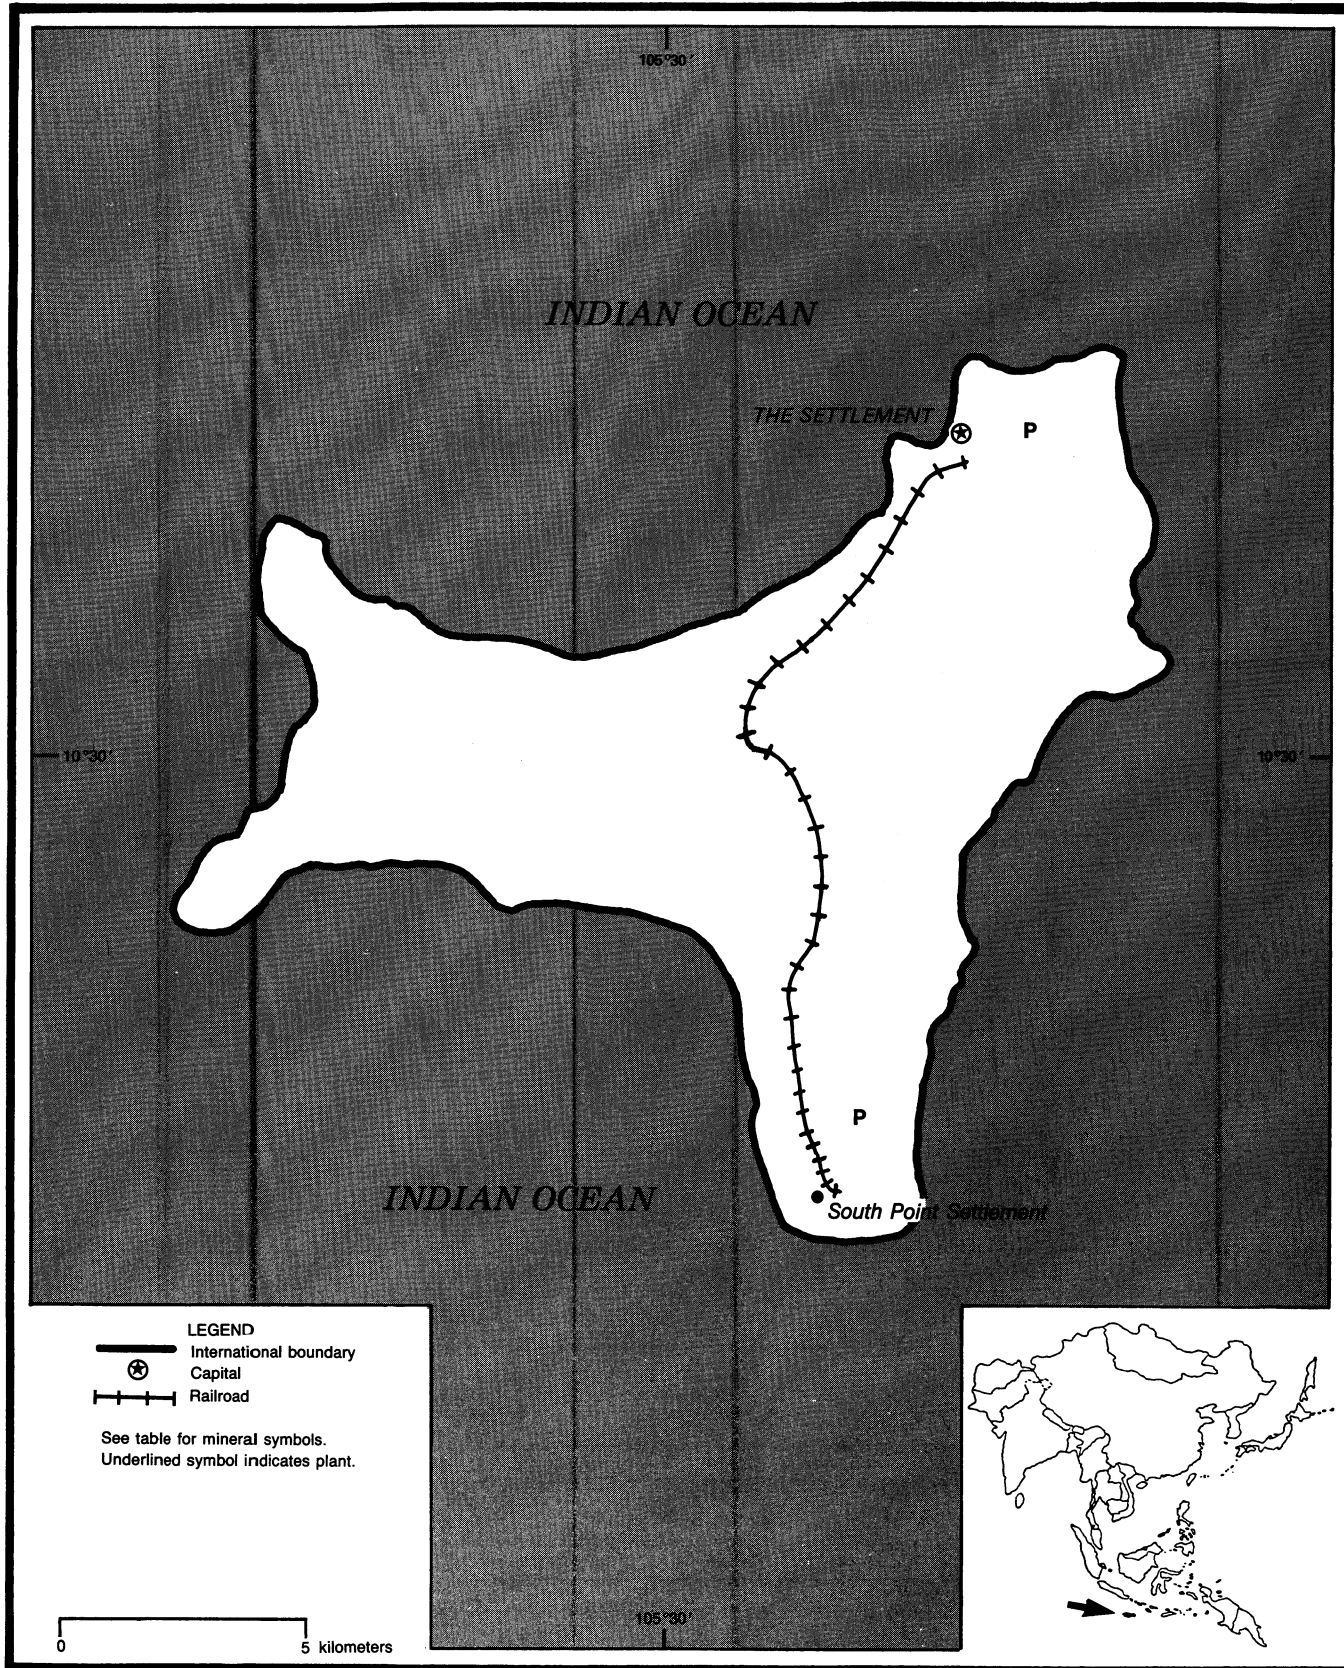 105°30′
INDIAN OCEAN
THE SETTLEMENT
P
10°30′
10°30′
P
INDIAN OCEAN
South Point Settlement
LEGEND
International boundary
Capital
Railroad
See table for mineral symbols.
Underlined symbol indicates plant.
105°30′
0
5 kilometers